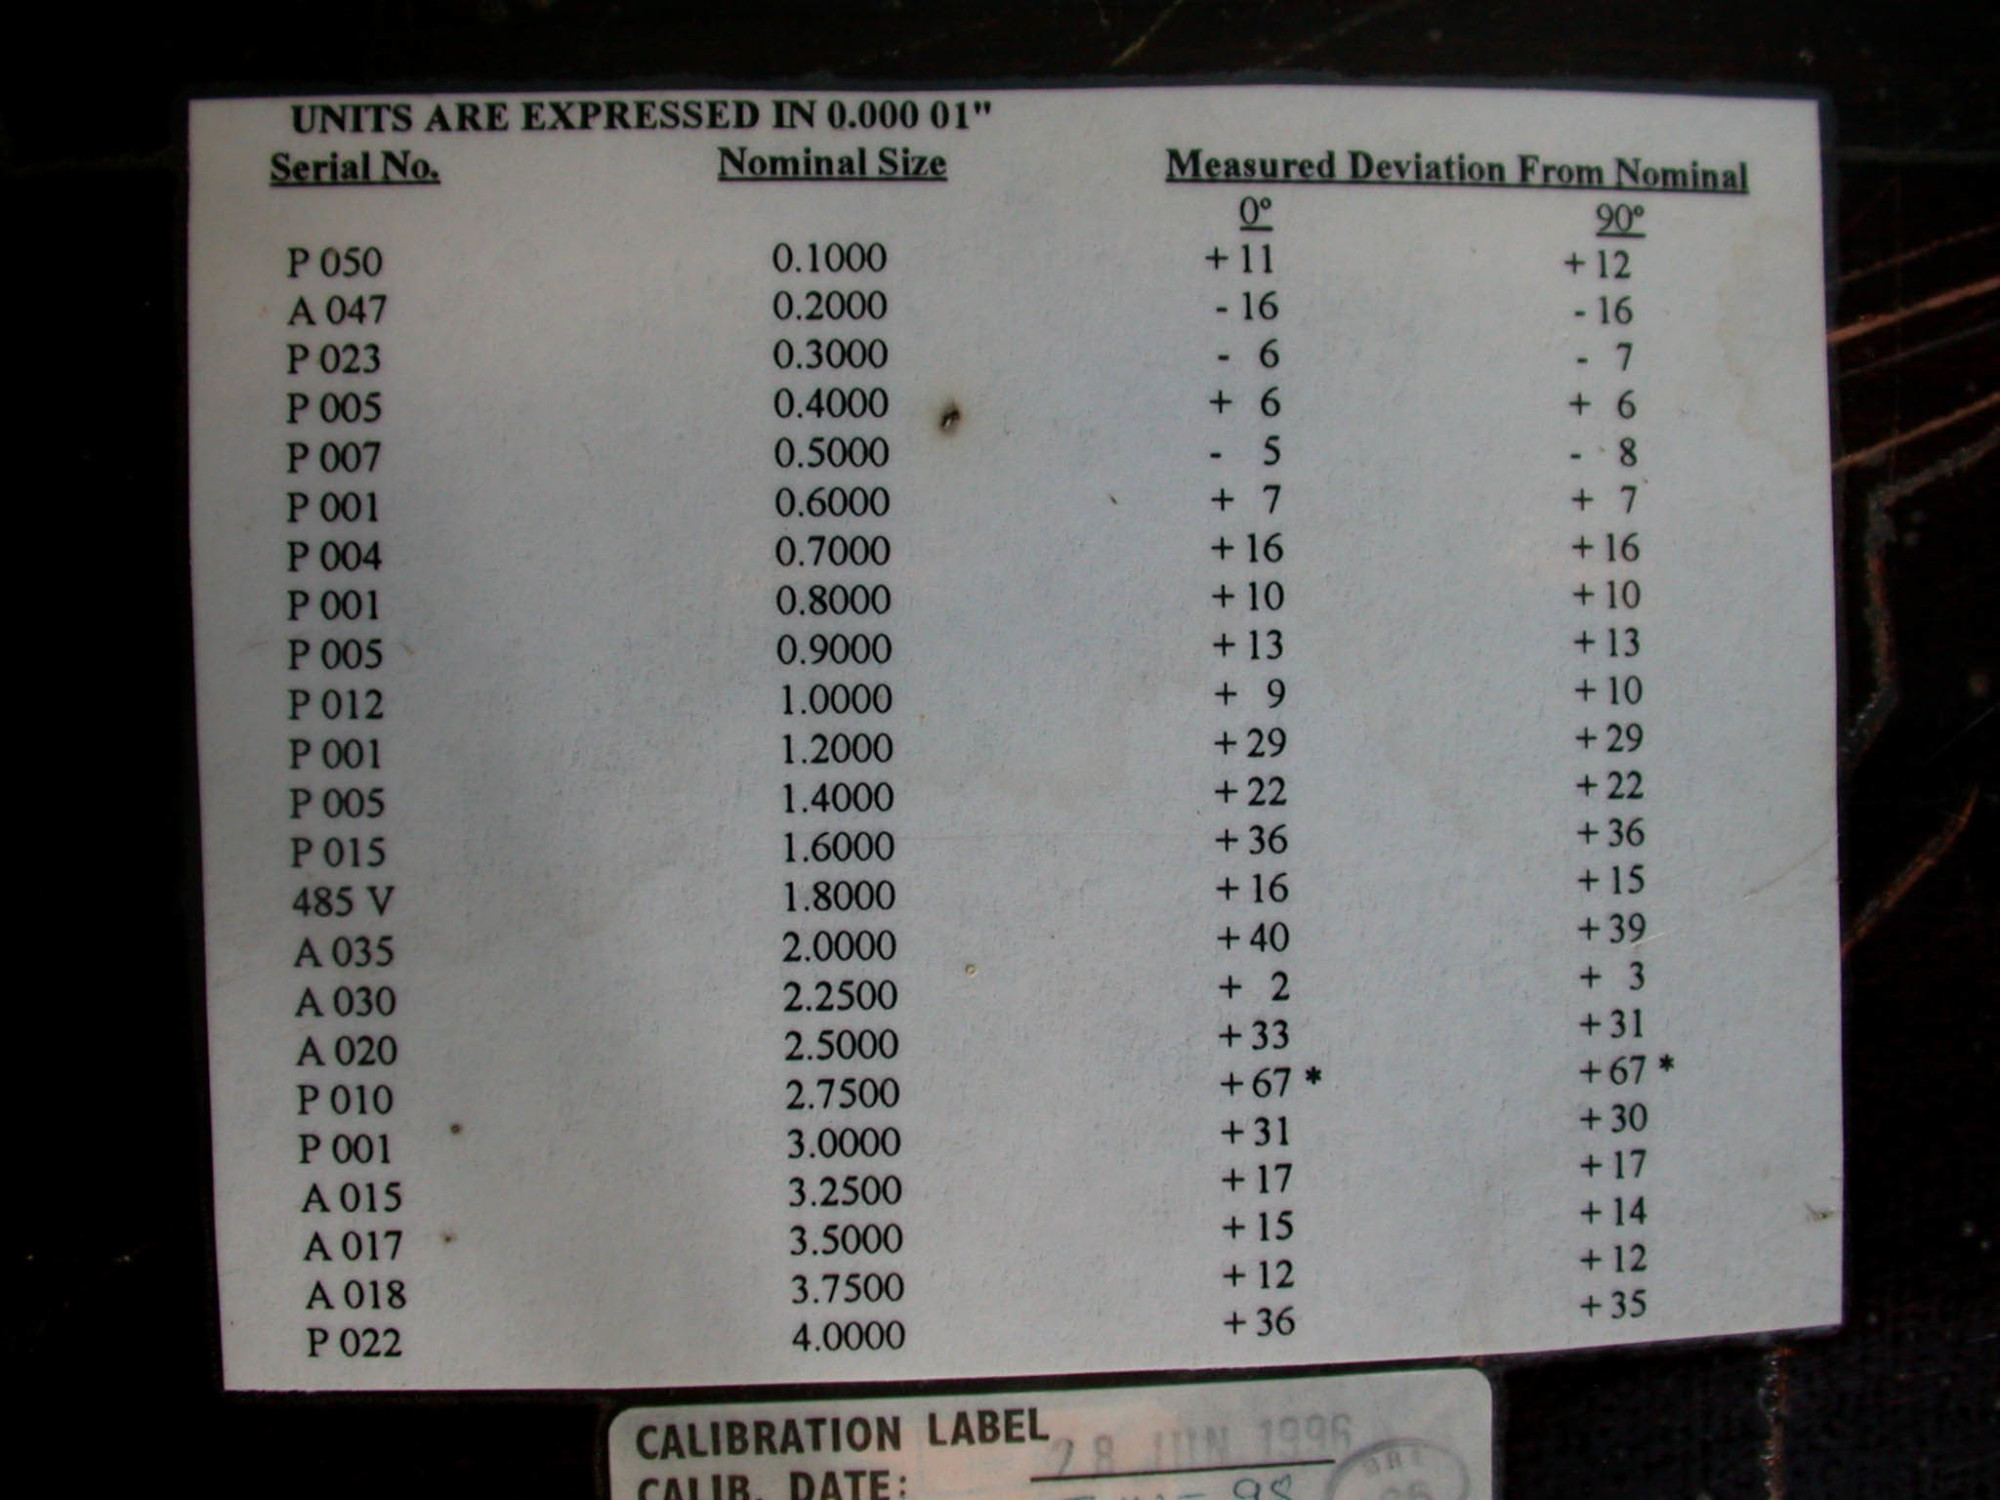 UNITS ARE EXPRESSED IN 0.000 01"
Serial No. Nominal Size Measured Deviation From Nominal
0° 90°
P 050 0.1000 + 11 + 12
A 047 0.2000 - 16 - 16
P 023 0.3000 - 6 - 7
P 005 0.4000 + 6 + 6
P 007 0.5000 - 5 - 8
P 001 0.6000 + 7 + 7
P 004 0.7000 + 16 + 16
P 001 0.8000 + 10 + 10
P 005 0.9000 + 13 + 13
P 012 1.0000 + 9 + 10
P 001 1.2000 + 29 + 29
P 005 1.4000 + 22 + 22
P 015 1.6000 + 36 + 36
485 V 1.8000 + 16 + 15
A 035 2.0000 + 40 + 39
A 030 2.2500 + 2 + 3
A 020 2.5000 + 33 + 31
P 010 2.7500 + 67 * + 67 *
P 001 3.0000 + 31 + 30
A 015 3.2500 + 17 + 17
A 017 3.5000 + 15 + 14
A 018 3.7500 + 12 + 12
P 022 4.0000 + 36 + 35
CALIBRATION LABEL
28 JUN 1996
CALIB. DATE: